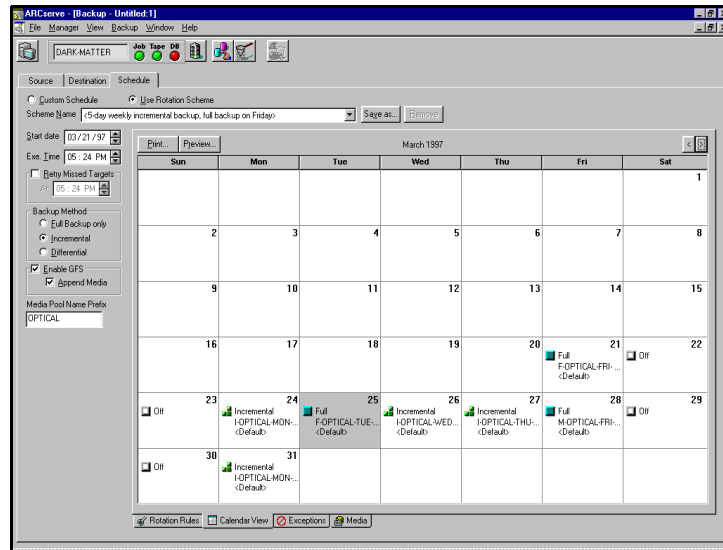 ARCserve - [Backup - Untitled:1]
File Manager View Backup Window Help
DARK-MATTER
Job Tape DB
Source Destination Schedule
Custom Schedule Use Rotation Scheme
Scheme Name <5-day weekly incremental backup, full backup on Friday> Save as... Remove
Start date 03/21/97
Exe. Time 05:24 PM
Retry Missed Targets
At: 05:24 PM
Backup Method
Full Backup only
Incremental
Differential
Enable GFS
Append Media
Media Pool Name Prefix
OPTICAL
Print... Preview... March 1997
Sun Mon Tue Wed Thu Fri Sat
1
2 3 4 5 6 7 8
9 10 11 12 13 14 15
16 17 18 19 20 21 22
Full Off
F-OPTICAL-FRI-...
<Default>
23 24 25 26 27 28 29
Off Incremental Full Incremental Incremental Full Off
I-OPTICAL-MON-... F-OPTICAL-TUE-... I-OPTICAL-WED... I-OPTICAL-THU-... M-OPTICAL-FRI-...
<Default> <Default> <Default> <Default> <Default>
30 31
Off Incremental
I-OPTICAL-MON-...
<Default>
Rotation Rules Calendar View Exceptions Media